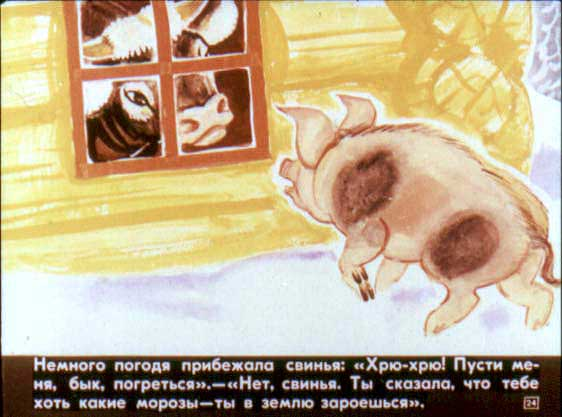 Немного погодя прибежала свинья: «Хрю-хрю! Пусти ме-
ня, бык, погреться».—«Нет, свинья. Ты сказала, что тебе
хоть какие морозы—ты в землю зароешься».
24